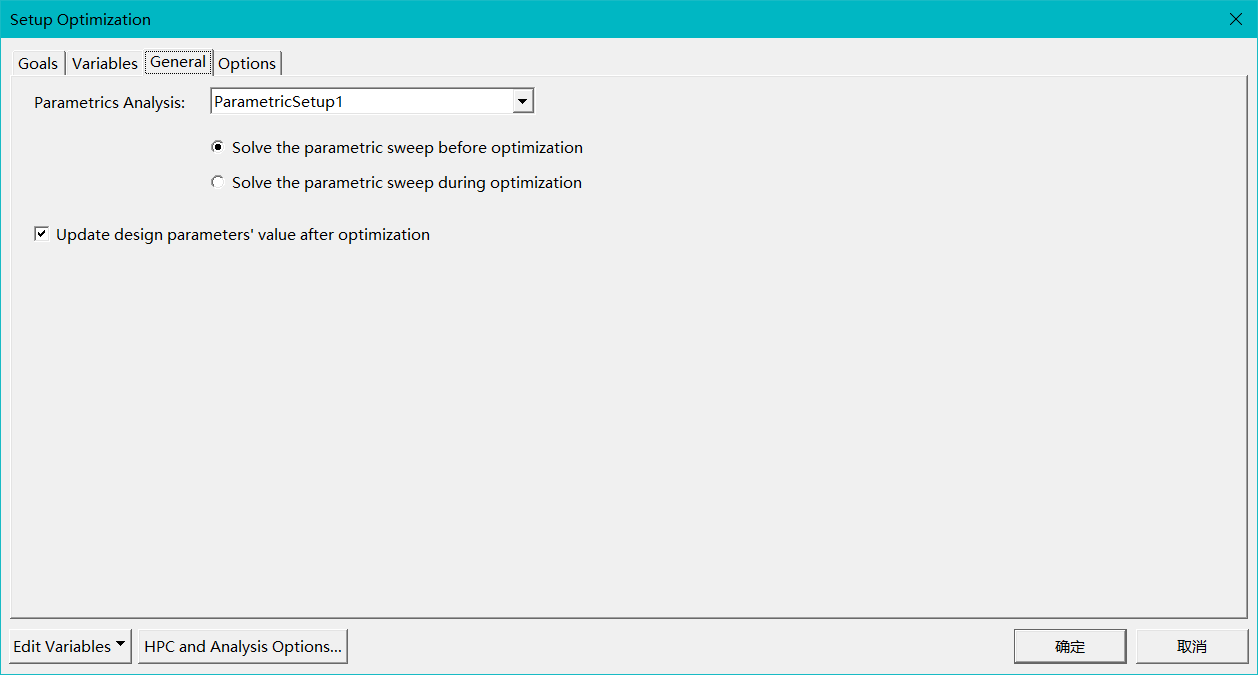 Setup Optimization
Goals Variables General Options
Parametrics Analysis: ParametricSetup1
Solve the parametric sweep before optimization
Solve the parametric sweep during optimization
Update design parameters' value after optimization
Edit Variables HPC and Analysis Options... 确定 取消